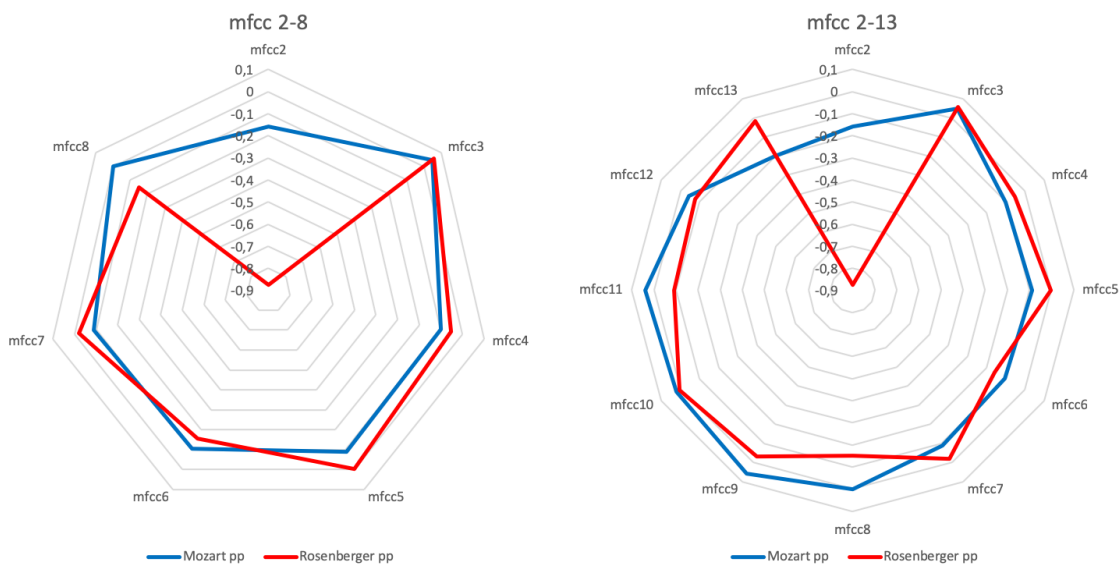 mfcc 2-8
mfcc2
0,1
0
-0,1
-0,2
-0,3
-0,4
-0,5
-0,6
-0,7
-0,8
-0,9
mfcc3
mfcc4
mfcc5
mfcc6
mfcc7
mfcc8
Mozart pp
Rosenberger pp
mfcc 2-13
mfcc2
0,1
0
-0,1
-0,2
-0,3
-0,4
-0,5
-0,6
-0,7
-0,8
-0,9
mfcc3
mfcc4
mfcc5
mfcc6
mfcc7
mfcc8
mfcc9
mfcc10
mfcc11
mfcc12
mfcc13
Mozart pp
Rosenberger pp